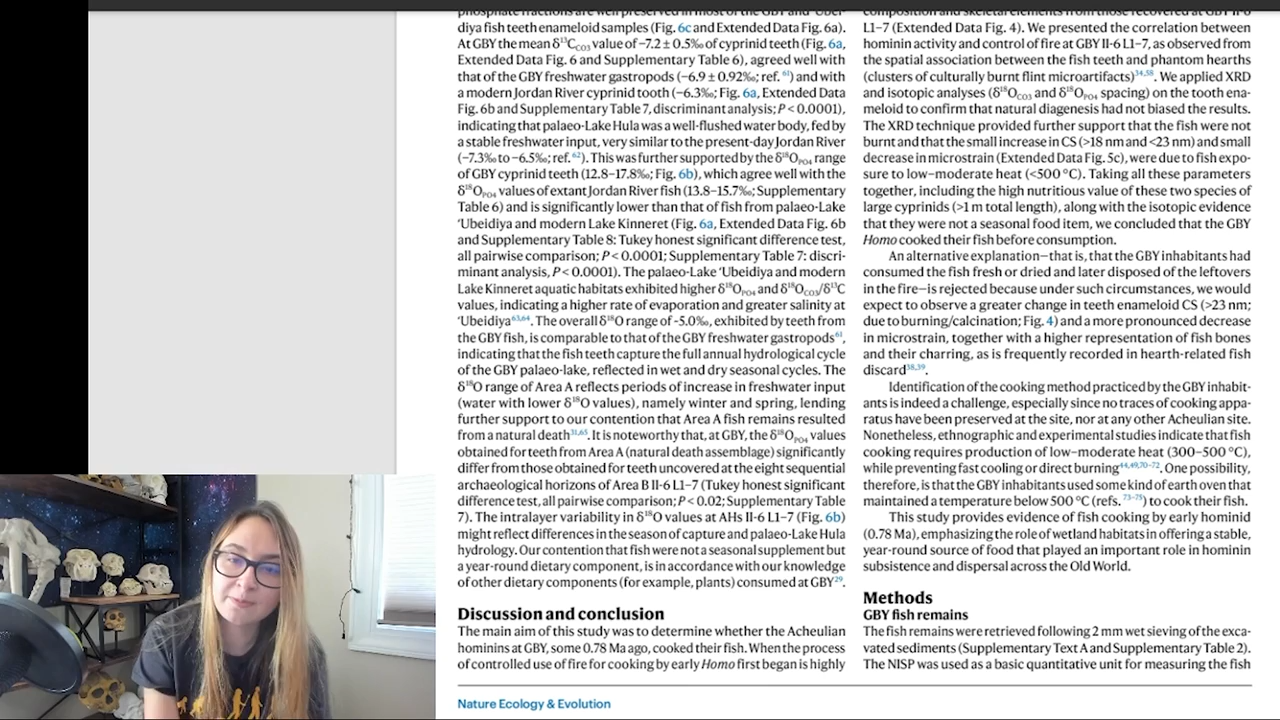 diya fish teeth enameloid samples (Fig. 6c and Extended Data Fig. 6a).
At GBY the mean δ¹³C_CO3 value of −7.2 ± 0.5‰ of cyprinid teeth (Fig. 6a,
Extended Data Fig. 6 and Supplementary Table 6), agreed well with
that of the GBY freshwater gastropods (−6.9 ± 0.92‰; ref. ⁶¹) and with
a modern Jordan River cyprinid tooth (−6.3‰; Fig. 6a, Extended Data
Fig. 6b and Supplementary Table 7, discriminant analysis; P < 0.0001),
indicating that palaeo-Lake Hula was a well-flushed water body, fed by
a stable freshwater input, very similar to the present-day Jordan River
(−7.3‰ to −6.5‰; ref. ⁶²). This was further supported by the δ¹⁸O_PO4 range
of GBY cyprinid teeth (12.8–17.8‰; Fig. 6b), which agree well with the
δ¹⁸O_PO4 values of extant Jordan River fish (13.8–15.7‰; Supplementary
Table 6) and is significantly lower than that of fish from palaeo-Lake
'Ubeidiya and modern Lake Kinneret (Fig. 6a, Extended Data Fig. 6b
and Supplementary Table 8: Tukey honest significant difference test,
all pairwise comparison; P < 0.0001; Supplementary Table 7: discri-
minant analysis, P < 0.0001). The palaeo-Lake 'Ubeidiya and modern
Lake Kinneret aquatic habitats exhibited higher δ¹⁸O_PO4 and δ¹⁸O_CO3/δ¹³C
values, indicating a higher rate of evaporation and greater salinity at
'Ubeidiya⁶³,⁶⁴. The overall δ¹⁸O range of -5.0‰, exhibited by teeth from
the GBY fish, is comparable to that of the GBY freshwater gastropods⁶¹,
indicating that the fish teeth capture the full annual hydrological cycle
of the GBY palaeo-lake, reflected in wet and dry seasonal cycles. The
δ¹⁸O range of Area A reflects periods of increase in freshwater input
(water with lower δ¹⁸O values), namely winter and spring, lending
further support to our contention that Area A fish remains resulted
from a natural death³¹,⁶⁵. It is noteworthy that, at GBY, the δ¹⁸O_PO4 values
obtained for teeth from Area A (natural death assemblage) significantly
differ from those obtained for teeth uncovered at the eight sequential
archaeological horizons of Area B II-6 L1–7 (Tukey honest significant
difference test, all pairwise comparison; P < 0.02; Supplementary Table
7). The intralayer variability in δ¹⁸O values at AHs II-6 L1–7 (Fig. 6b)
might reflect differences in the season of capture and palaeo-Lake Hula
hydrology. Our contention that fish were not a seasonal supplement but
a year-round dietary component, is in accordance with our knowledge
of other dietary components (for example, plants) consumed at GBY²⁹.
Discussion and conclusion
The main aim of this study was to determine whether the Acheulian
hominins at GBY, some 0.78 Ma ago, cooked their fish. When the process
of controlled use of fire for cooking by early Homo first began is highly
L1–7 (Extended Data Fig. 4). We presented the correlation between
hominin activity and control of fire at GBY II-6 L1–7, as observed from
the spatial association between the fish teeth and phantom hearths
(clusters of culturally burnt flint microartifacts)³⁴,⁵⁸. We applied XRD
and isotopic analyses (δ¹⁸O_CO3 and δ¹⁸O_PO4 spacing) on the tooth ena-
meloid to confirm that natural diagenesis had not biased the results.
The XRD technique provided further support that the fish were not
burnt and that the small increase in CS (>18 nm and <23 nm) and small
decrease in microstrain (Extended Data Fig. 5c), were due to fish expo-
sure to low–moderate heat (<500 °C). Taking all these parameters
together, including the high nutritious value of these two species of
large cyprinids (>1 m total length), along with the isotopic evidence
that they were not a seasonal food item, we concluded that the GBY
Homo cooked their fish before consumption.
An alternative explanation—that is, that the GBY inhabitants had
consumed the fish fresh or dried and later disposed of the leftovers
in the fire—is rejected because under such circumstances, we would
expect to observe a greater change in teeth enameloid CS (>23 nm;
due to burning/calcination; Fig. 4) and a more pronounced decrease
in microstrain, together with a higher representation of fish bones
and their charring, as is frequently recorded in hearth-related fish
discard³⁸,³⁹.
Identification of the cooking method practiced by the GBY inhabit-
ants is indeed a challenge, especially since no traces of cooking appa-
ratus have been preserved at the site, nor at any other Acheulian site.
Nonetheless, ethnographic and experimental studies indicate that fish
cooking requires production of low–moderate heat (300–500 °C),
while preventing fast cooling or direct burning⁴⁴,⁴⁹,⁷⁰⁻⁷². One possibility,
therefore, is that the GBY inhabitants used some kind of earth oven that
maintained a temperature below 500 °C (refs. ⁷³⁻⁷⁵) to cook their fish.
This study provides evidence of fish cooking by early hominid
(0.78 Ma), emphasizing the role of wetland habitats in offering a stable,
year-round source of food that played an important role in hominin
subsistence and dispersal across the Old World.
Methods
GBY fish remains
The fish remains were retrieved following 2 mm wet sieving of the exca-
vated sediments (Supplementary Text A and Supplementary Table 2).
The NISP was used as a basic quantitative unit for measuring the fish
Nature Ecology & Evolution